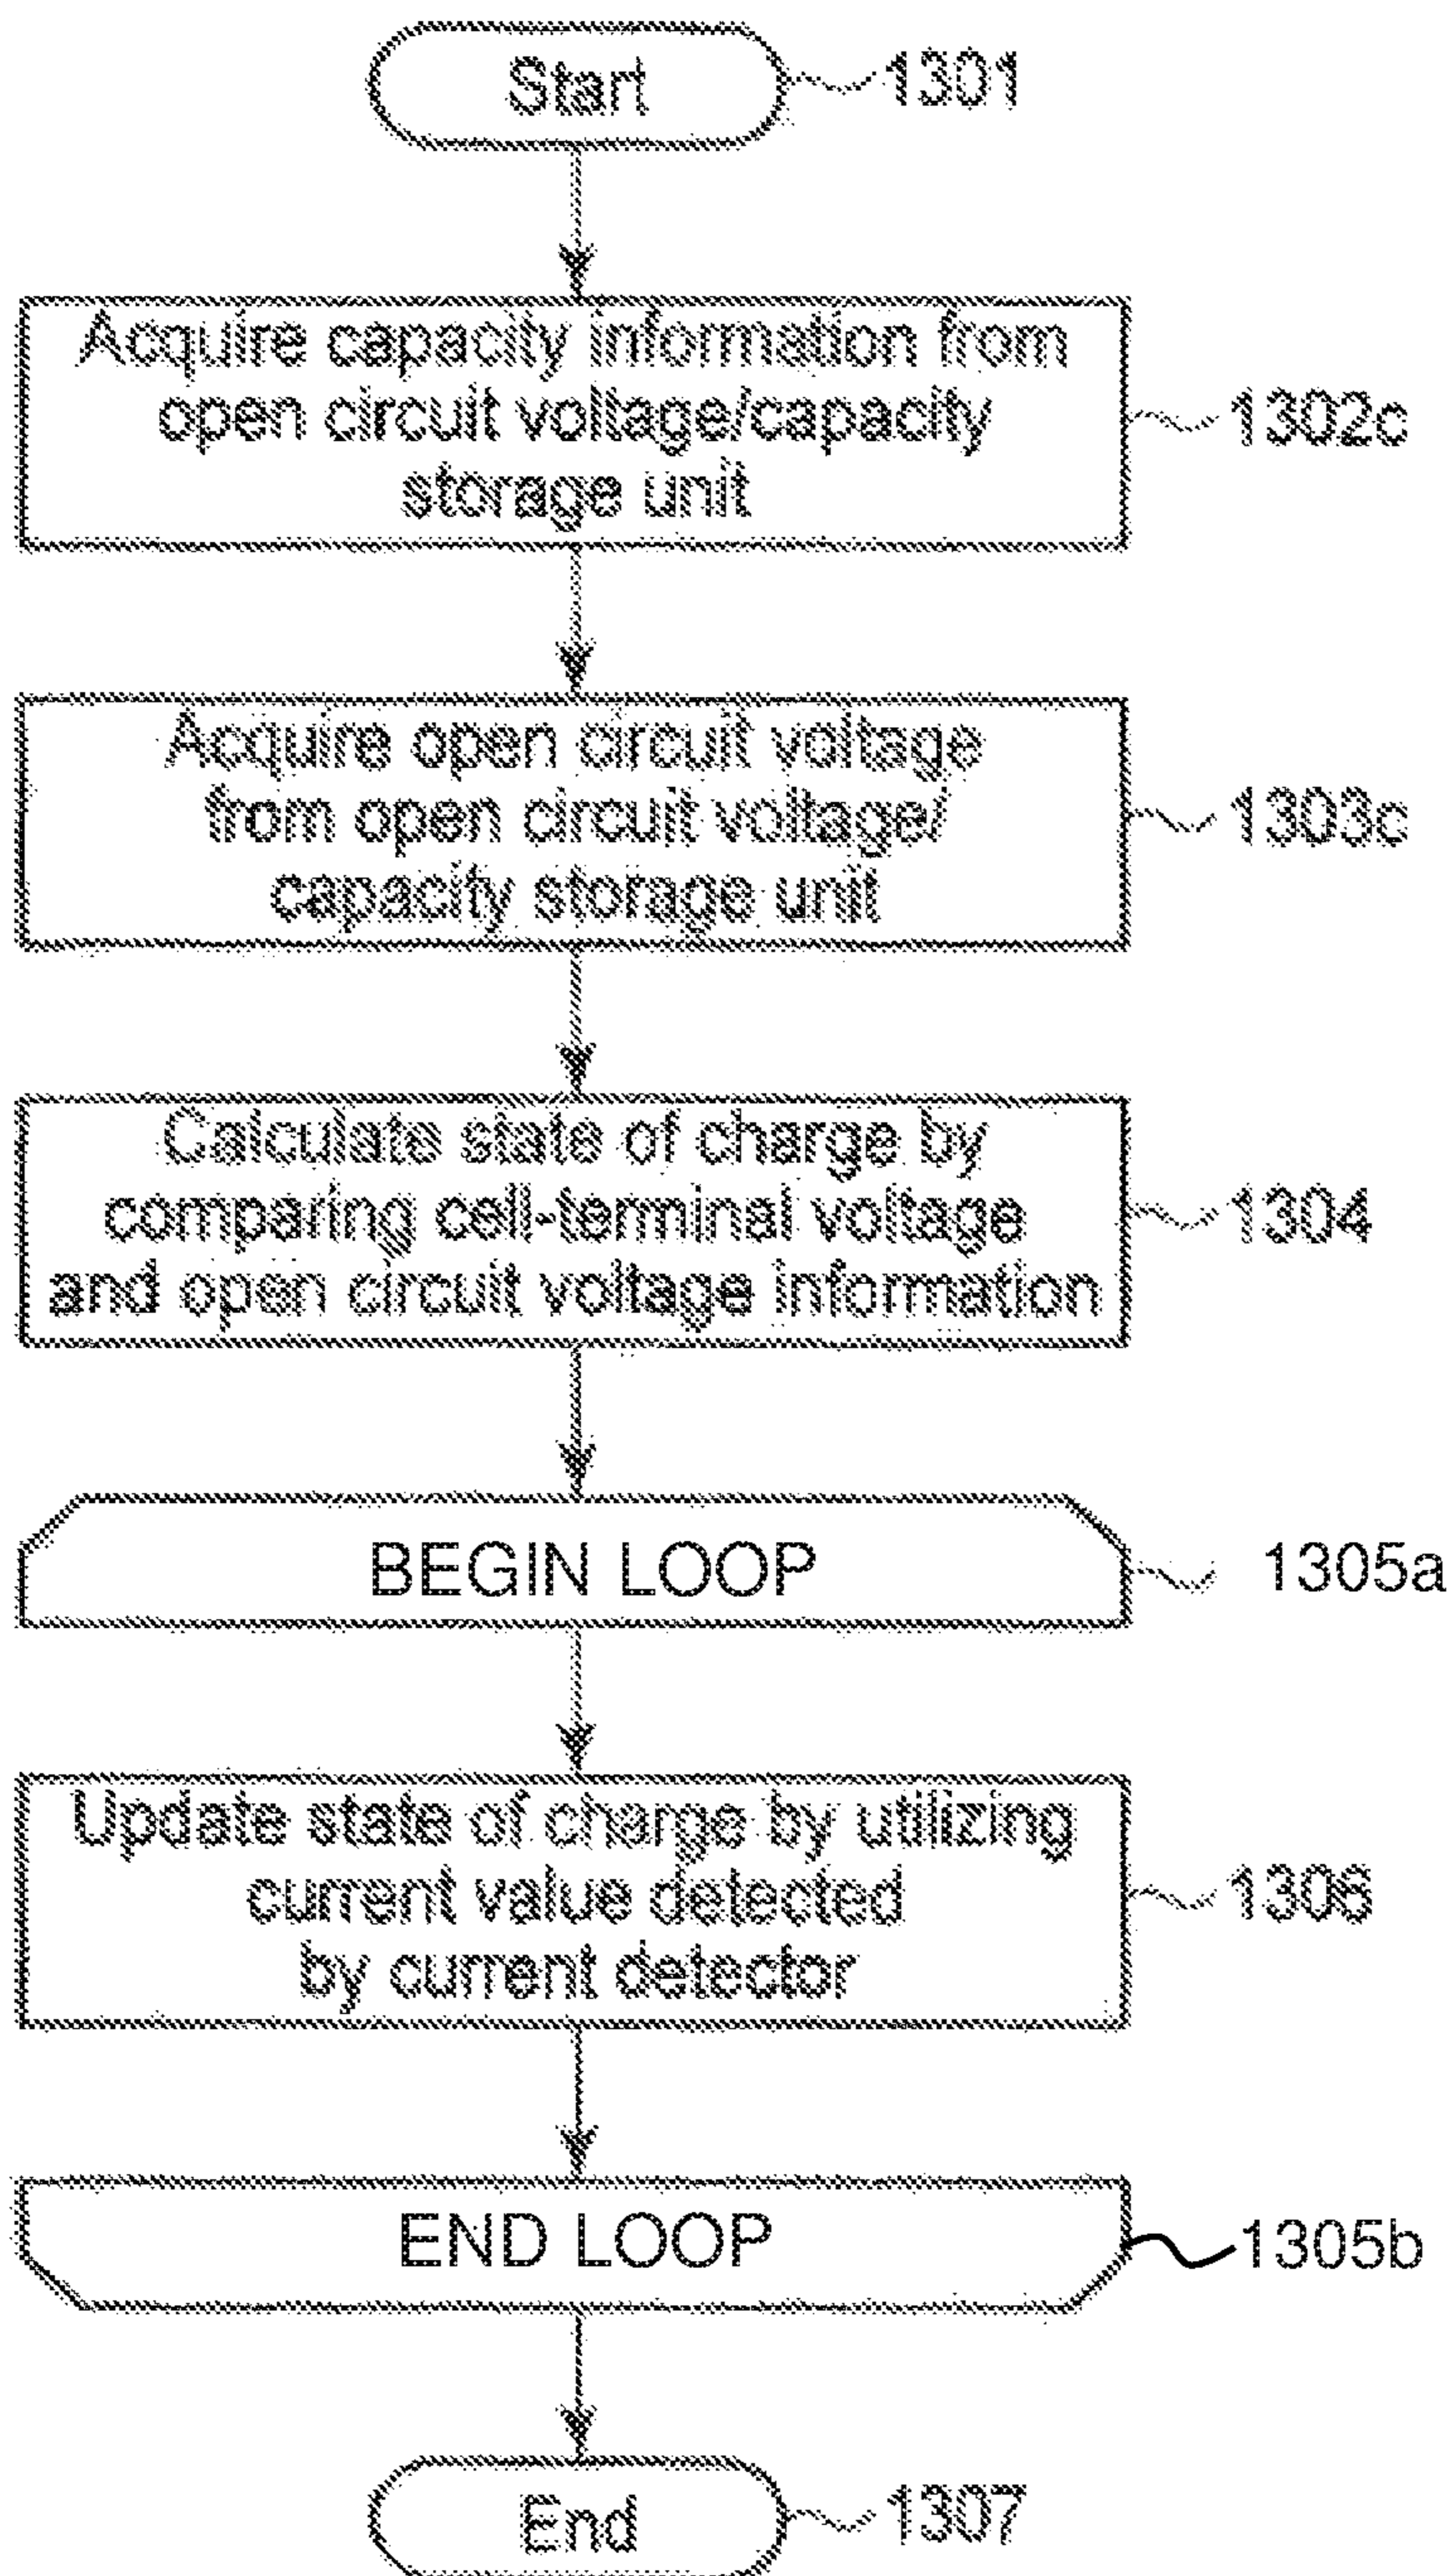 Start
1301
Acquire capacity information from
open circuit voltage/capacity
storage unit
1302c
Acquire open circuit voltage
from open circuit voltage/
capacity storage unit
1303c
Calculate state of charge by
comparing cell-terminal voltage
and open circuit voltage information
1304
BEGIN LOOP
1305a
Update state of charge by utilizing
current value detected
by current detector
1306
END LOOP
1305b
End
1307